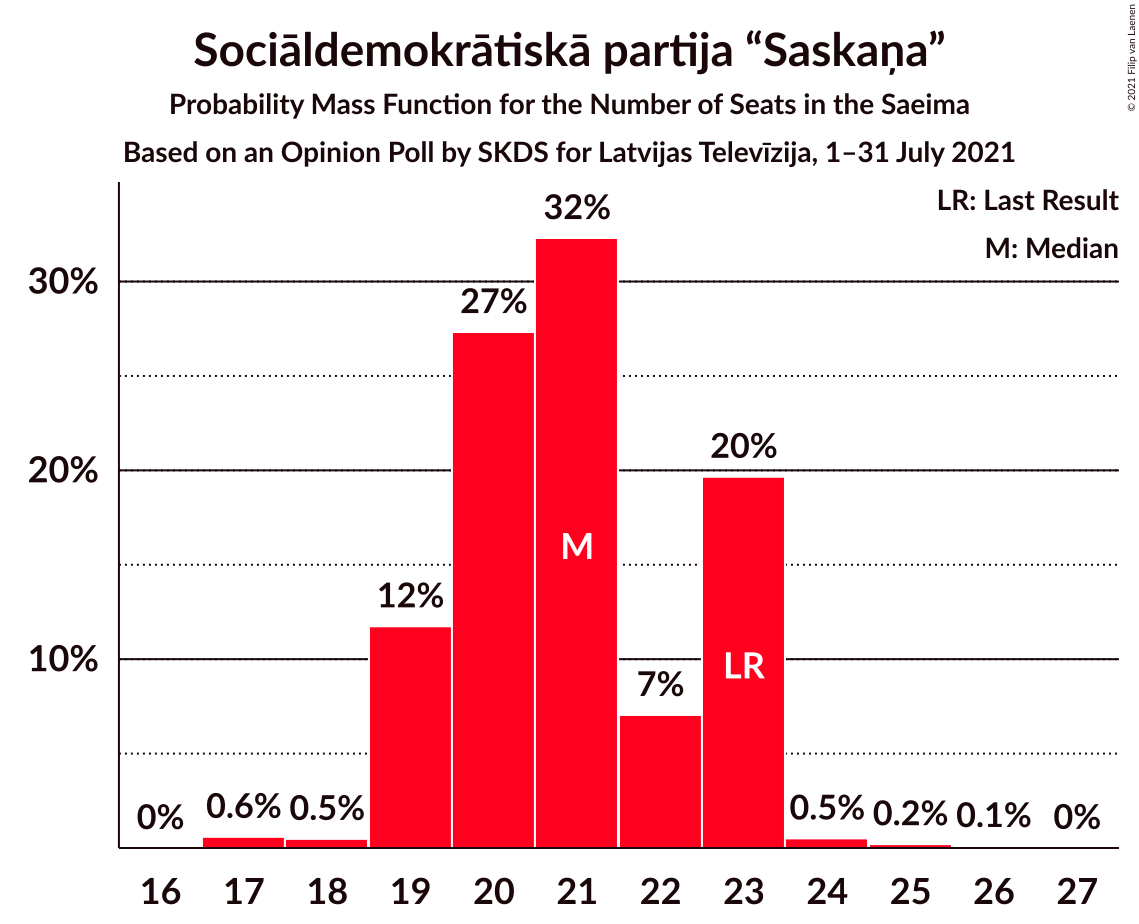 Sociāldemokrātiskā partija “Saskaņa”
Probability Mass Function for the Number of Seats in the Saeima
Based on an Opinion Poll by SKDS for Latvijas Televīzija, 1–31 July 2021
© 2021 Filip van Laenen
LR: Last Result
M: Median
30%
20%
10%
0%
0.6%
0.5%
12%
27%
32%
7%
20%
0.5%
0.2%
0.1%
0%
M
LR
16 17 18 19 20 21 22 23 24 25 26 27